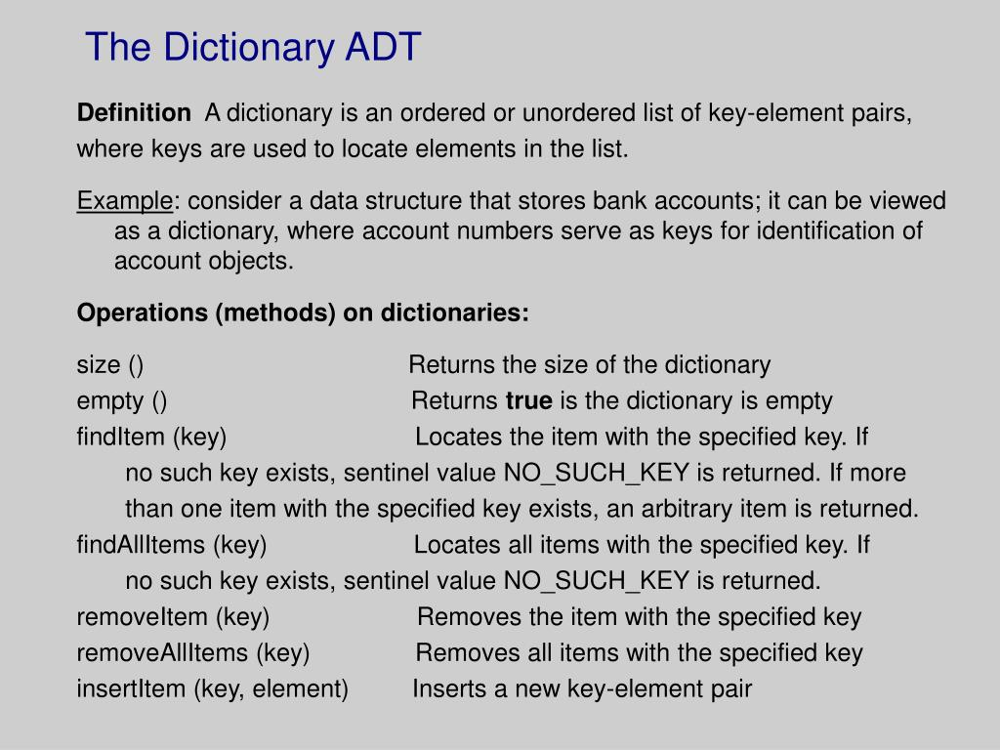 The Dictionary ADT
Definition A dictionary is an ordered or unordered list of key-element pairs,
where keys are used to locate elements in the list.
Example: consider a data structure that stores bank accounts; it can be viewed
as a dictionary, where account numbers serve as keys for identification of
account objects.
Operations (methods) on dictionaries:
size () Returns the size of the dictionary
empty () Returns true is the dictionary is empty
findItem (key) Locates the item with the specified key. If
no such key exists, sentinel value NO_SUCH_KEY is returned. If more
than one item with the specified key exists, an arbitrary item is returned.
findAllItems (key) Locates all items with the specified key. If
no such key exists, sentinel value NO_SUCH_KEY is returned.
removeItem (key) Removes the item with the specified key
removeAllItems (key) Removes all items with the specified key
insertItem (key, element) Inserts a new key-element pair